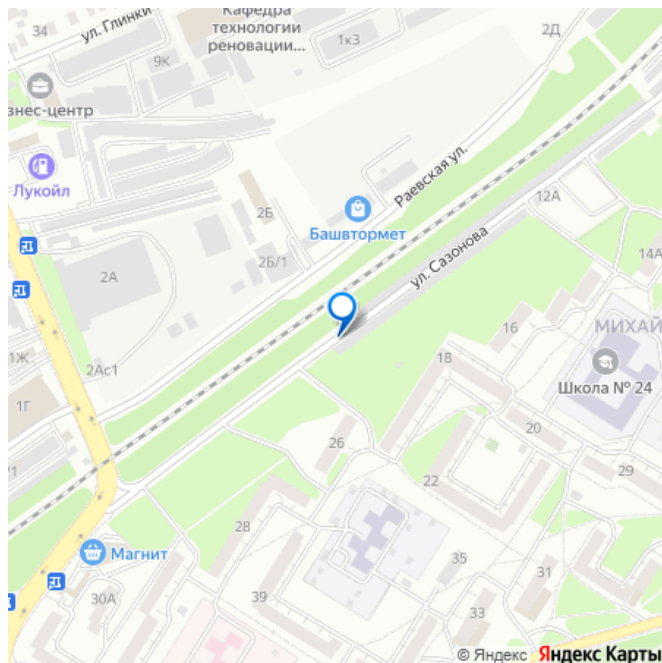 ул. Глинки
34
Кафедра
технологии
реновации...
1к3
2Д
9К
знес-центр
Лукойл
Раевская ул.
2Б
Башвтормет
12А
ул. Сазонова
2Б/1
2А
14А
16
МИХАЙ
18
Школа № 24
1Ж
2Ас1
1Г
20
26
29
22
/1
28
Магнит
35
31
30А
39
33
© Яндекс Яндекс Карты